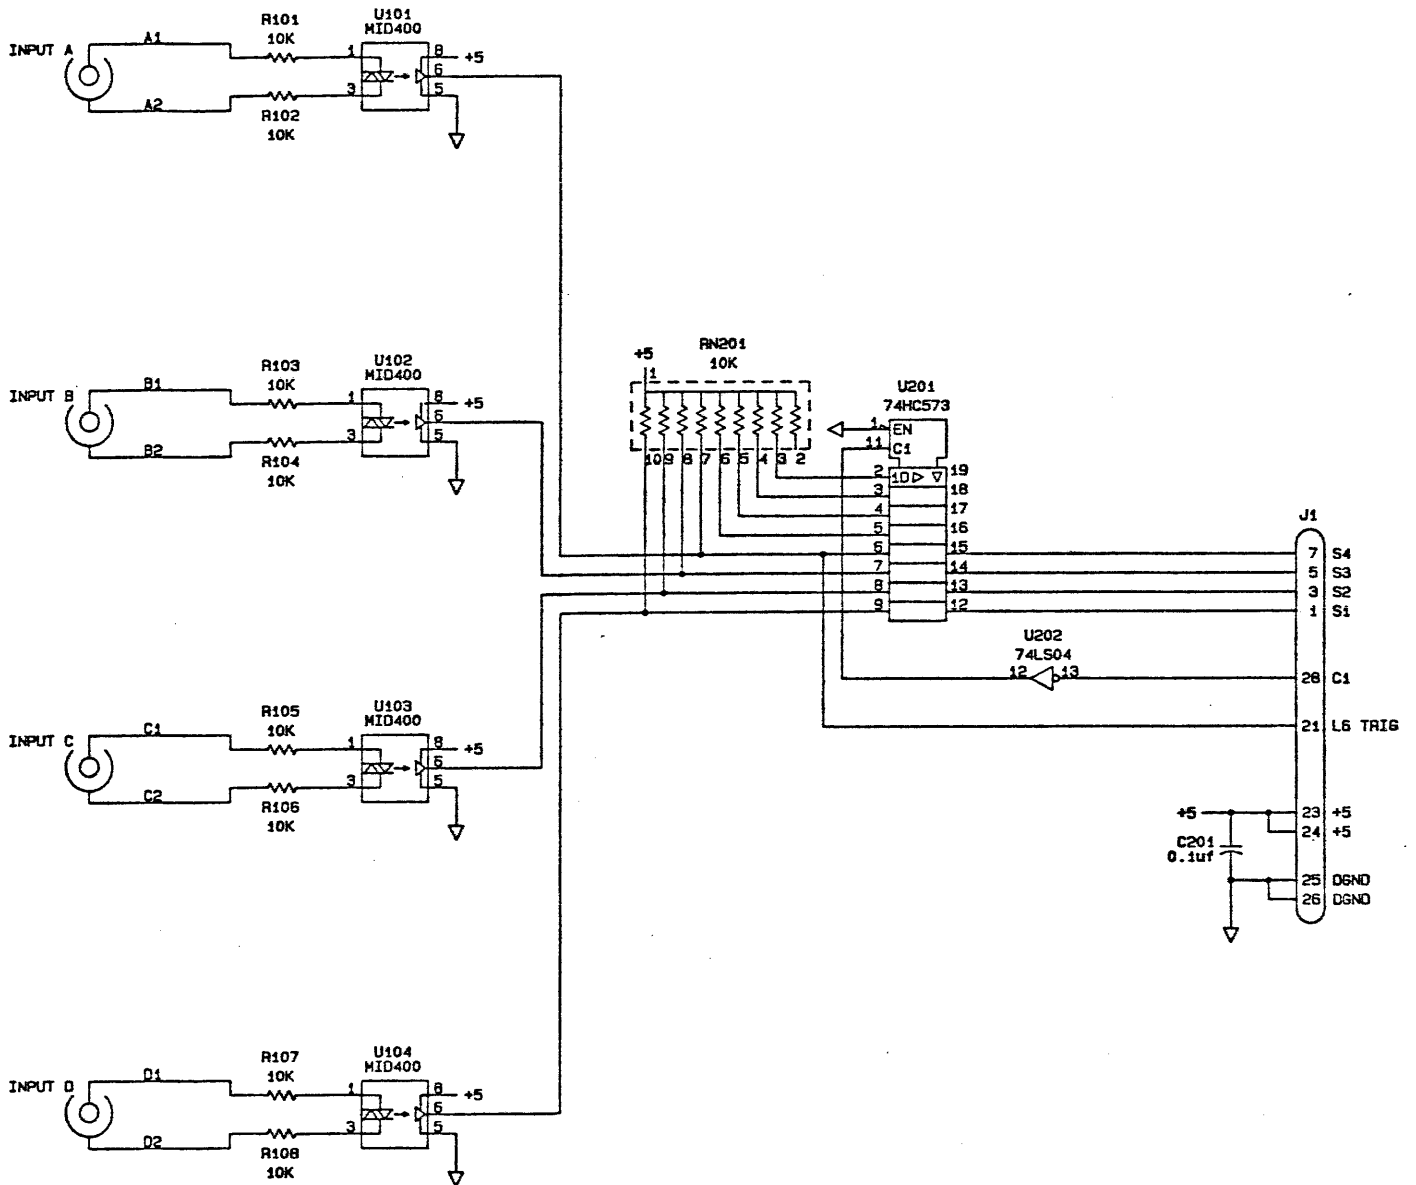 INPUT A
A1
A2
R101
10K
R102
10K
U101
MID400
1
3
8
+5
6
5
INPUT B
B1
B2
R103
10K
R104
10K
U102
MID400
1
3
8
+5
6
5
+5
1
RN201
10K
10 9 8 7 6 5 4 3 2
U201
74HC573
1 EN
11 C1
2 1D 19
3 18
4 17
5 16
6 15
7 14
8 13
9 12
J1
7 S4
5 S3
3 S2
1 S1
U202
74LS04
12 13
28 C1
21 LG TRIG
+5
23 +5
24 +5
C201
0.1uf
25 DGND
26 DGND
INPUT C
C1
C2
R105
10K
R106
10K
U103
MID400
1
3
8
+5
6
5
INPUT D
D1
D2
R107
10K
R108
10K
U104
MID400
1
3
8
+5
6
5